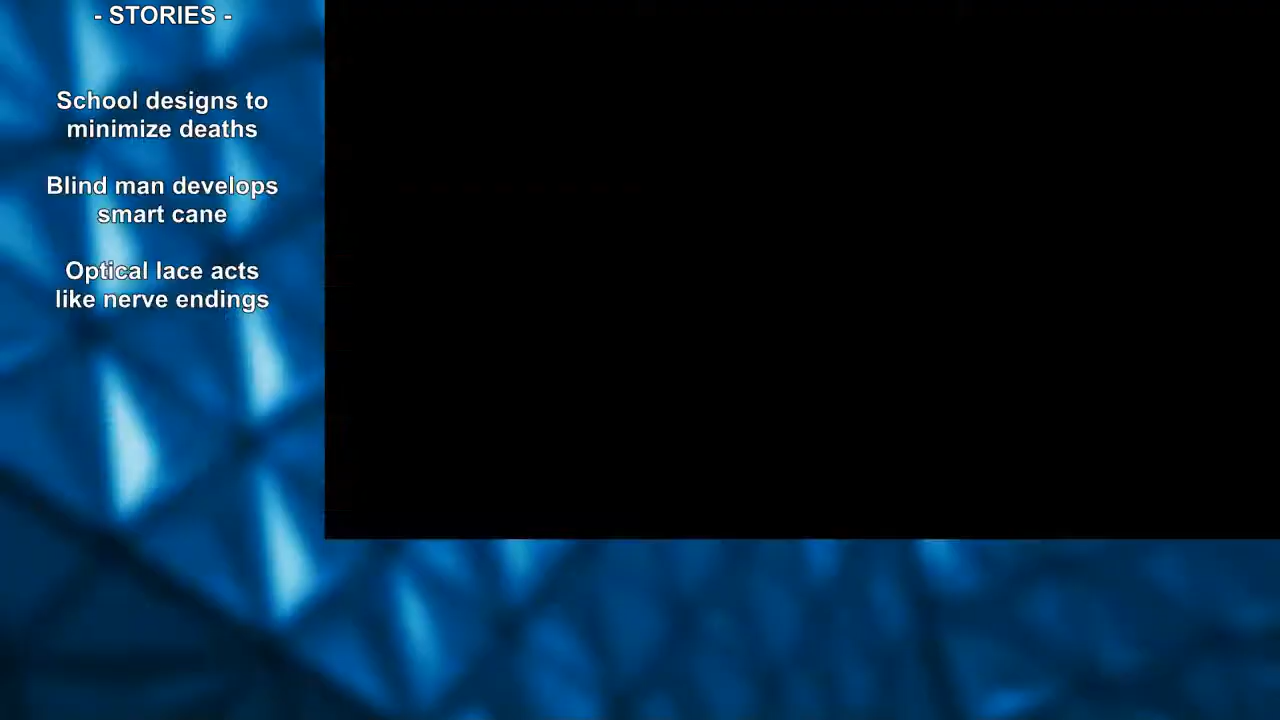 - STORIES -
School designs to
minimize deaths
Blind man develops
smart cane
Optical lace acts
like nerve endings